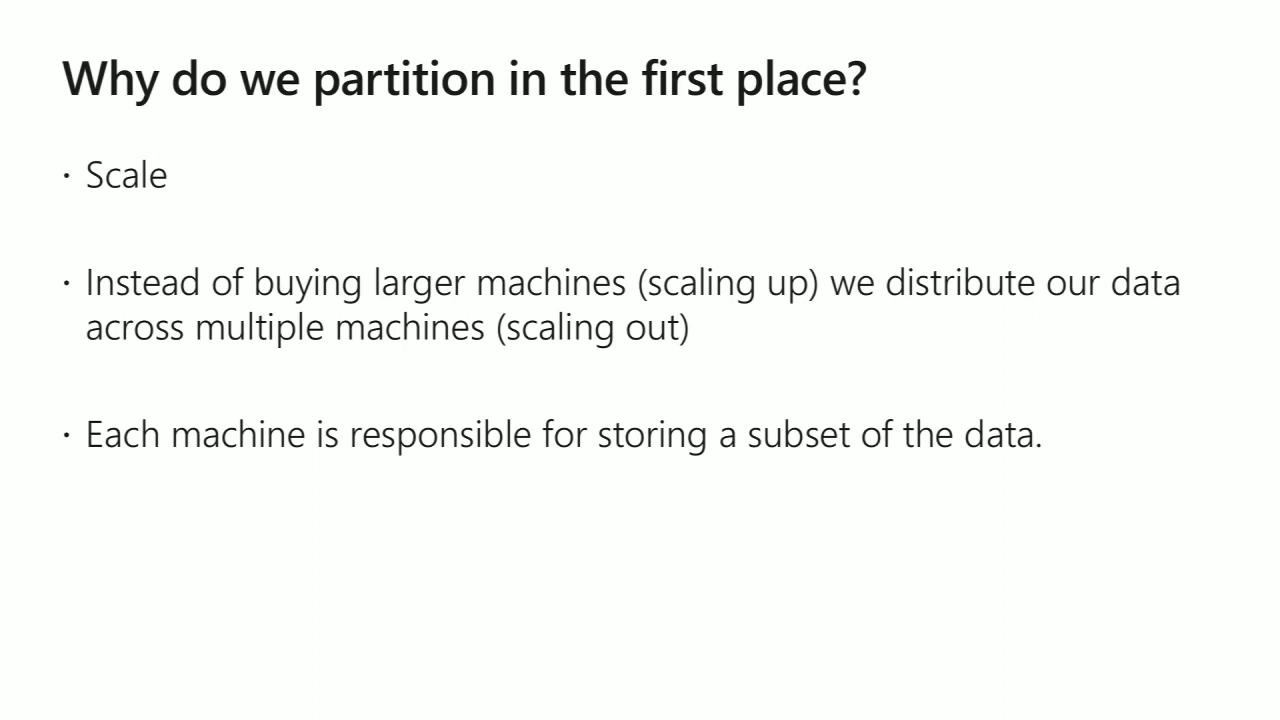 Why do we partition in the first place?
· Scale
· Instead of buying larger machines (scaling up) we distribute our data
across multiple machines (scaling out)
· Each machine is responsible for storing a subset of the data.